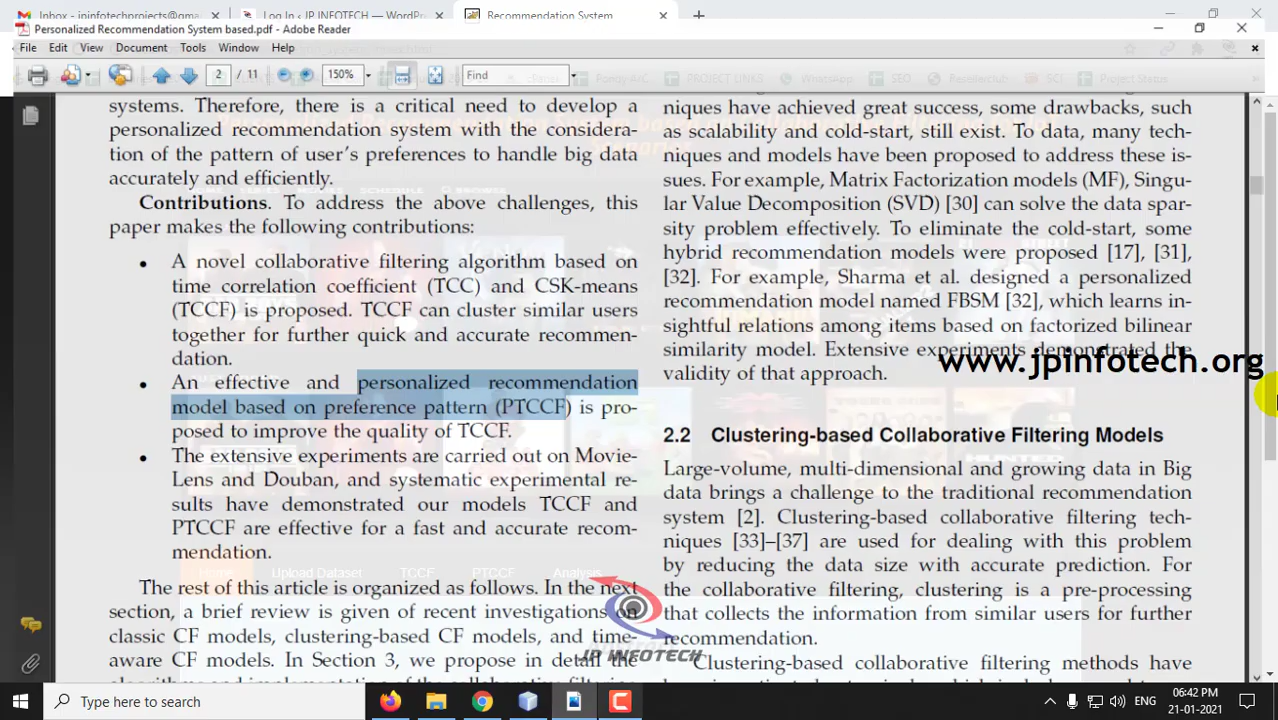 Inbox - jpinfotechprojects@gma
Log In ‹ JP INFOTECH — WordPr
Recommendation System
Personalized Recommendation System based.pdf - Adobe Reader
File Edit View Document Tools Window Help
2 / 11 150% Find
systems. Therefore, there is a critical need to develop a
personalized recommendation system with the considera-
tion of the pattern of user's preferences to handle big data
accurately and efficiently.
Contributions. To address the above challenges, this
paper makes the following contributions:
• A novel collaborative filtering algorithm based on
time correlation coefficient (TCC) and CSK-means
(TCCF) is proposed. TCCF can cluster similar users
together for further quick and accurate recommen-
dation.
• An effective and personalized recommendation
model based on preference pattern (PTCCF) is pro-
posed to improve the quality of TCCF.
• The extensive experiments are carried out on Movie-
Lens and Douban, and systematic experimental re-
sults have demonstrated our models TCCF and
PTCCF are effective for a fast and accurate recom-
mendation.
The rest of this article is organized as follows. In the next
section, a brief review is given of recent investigations on
classic CF models, clustering-based CF models, and time-
aware CF models. In Section 3, we propose in detail the
niques have achieved great success, some drawbacks, such
as scalability and cold-start, still exist. To data, many tech-
niques and models have been proposed to address these is-
sues. For example, Matrix Factorization models (MF), Singu-
lar Value Decomposition (SVD) [30] can solve the data spar-
sity problem effectively. To eliminate the cold-start, some
hybrid recommendation models were proposed [17], [31],
[32]. For example, Sharma et al. designed a personalized
recommendation model named FBSM [32], which learns in-
sightful relations among items based on factorized bilinear
similarity model. Extensive experiments demonstrated the
validity of that approach.
www.jpinfotech.org
2.2 Clustering-based Collaborative Filtering Models
Large-volume, multi-dimensional and growing data in Big
data brings a challenge to the traditional recommendation
system [2]. Clustering-based collaborative filtering tech-
niques [33]–[37] are used for dealing with this problem
by reducing the data size with accurate prediction. For
the collaborative filtering, clustering is a pre-processing
that collects the information from similar users for further
recommendation.
Clustering-based collaborative filtering methods have
Home Upload Dataset TCCF PTCCF Analysis
JP INFOTECH
Type here to search
ENG
06:42 PM
21-01-2021